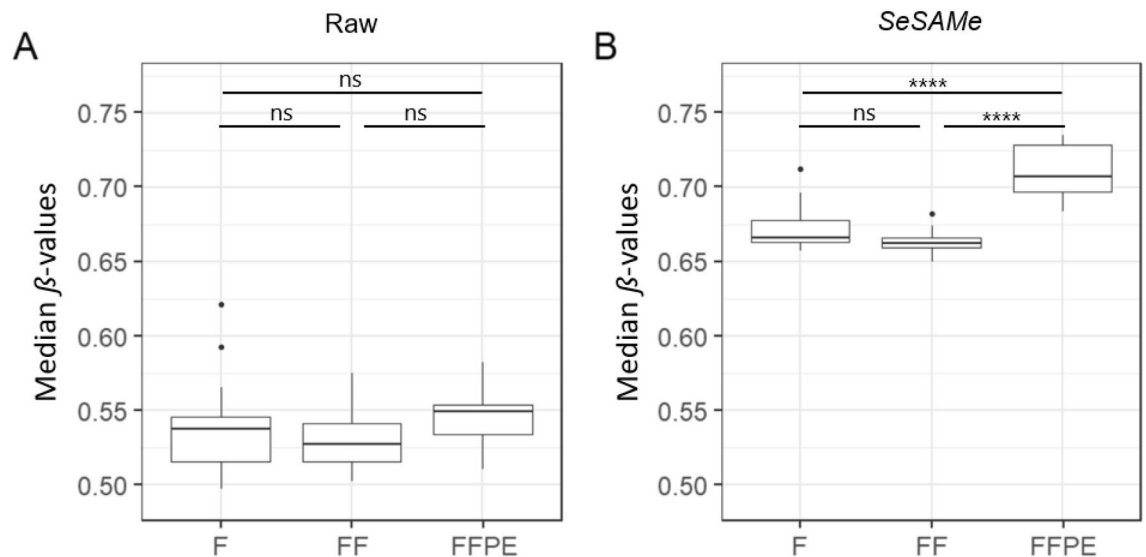 A
Raw
ns
ns
ns
Median β-values
0.75
0.70
0.65
0.60
0.55
0.50
F
FF
FFPE
B
SeSAMe
****
ns
****
Median β-values
0.75
0.70
0.65
0.60
0.55
0.50
F
FF
FFPE